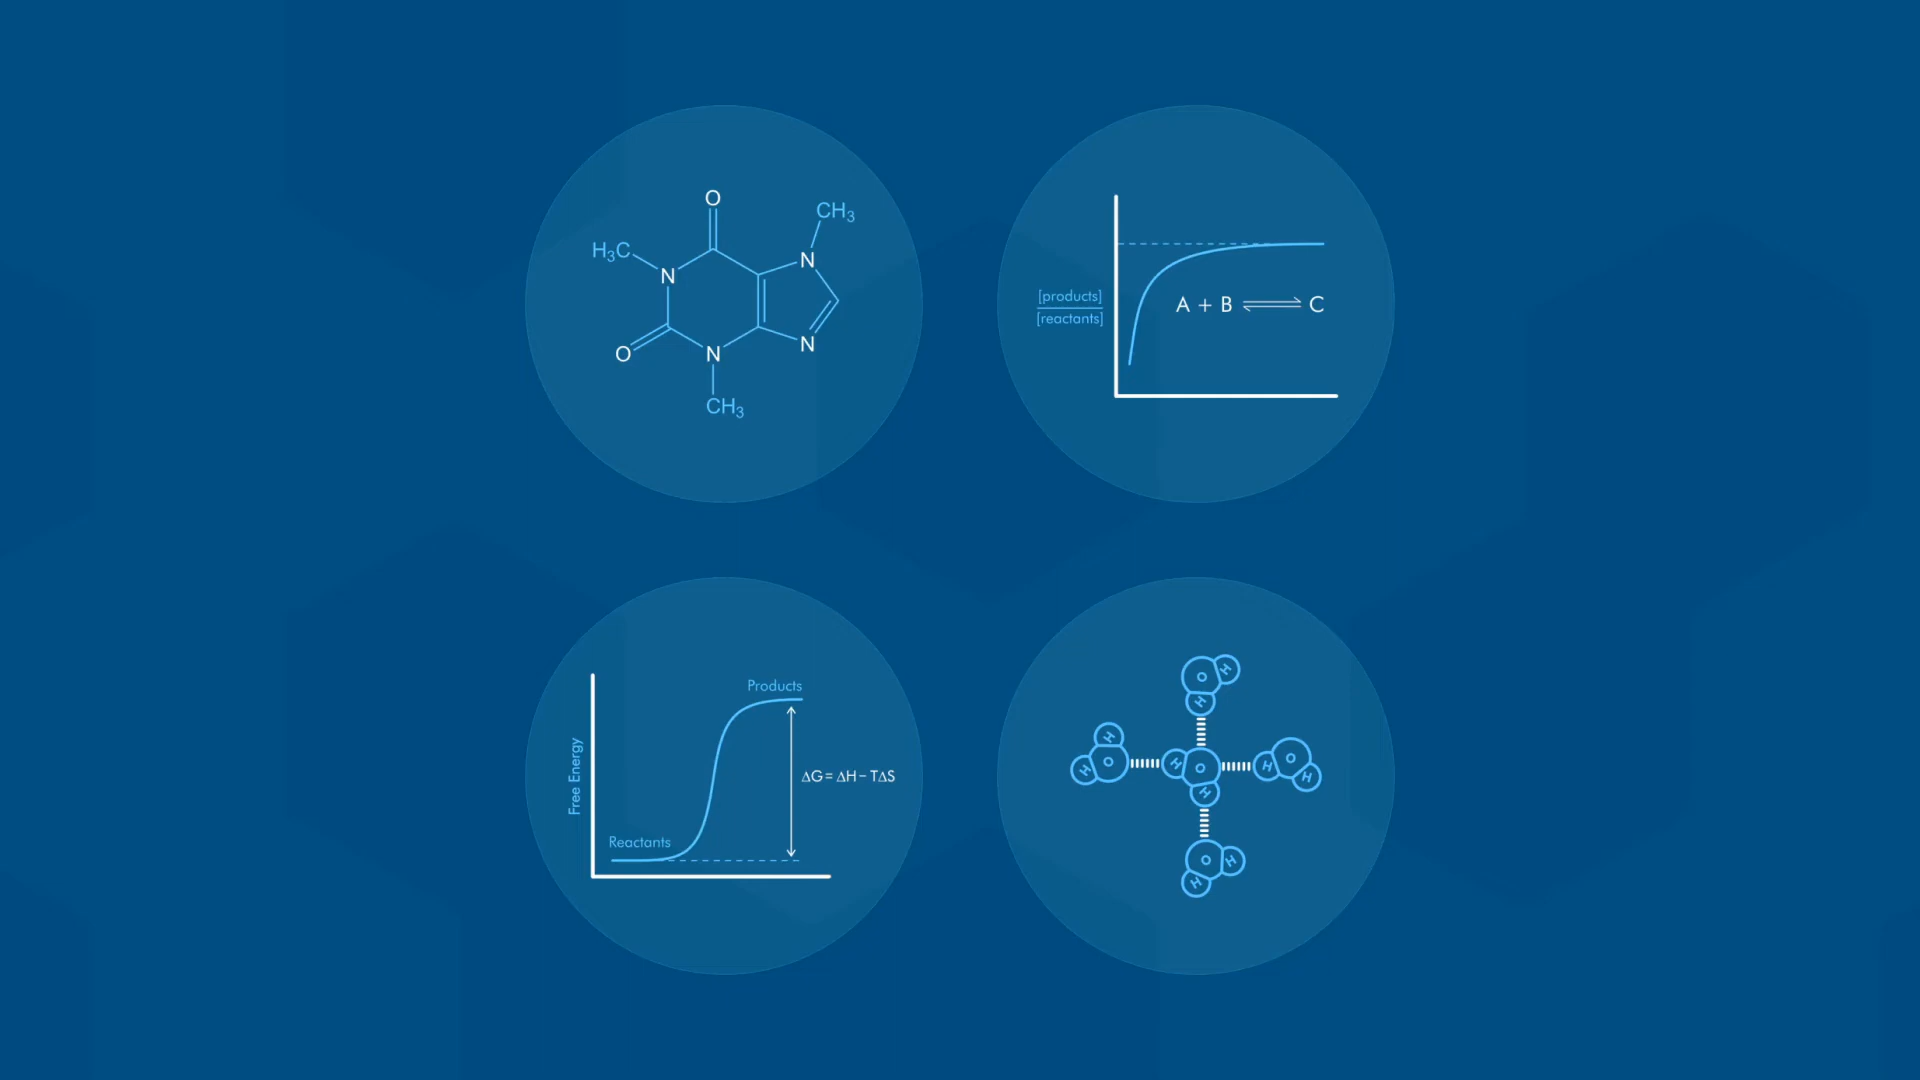 O
CH₃
H₃C
N
N
O
N
N
CH₃
[products]
[reactants]
A + B ⇌ C
Free Energy
Products
ΔG = ΔH − TΔS
Reactants
O H
H
H
H O
H O
H
H O
H
O H
H